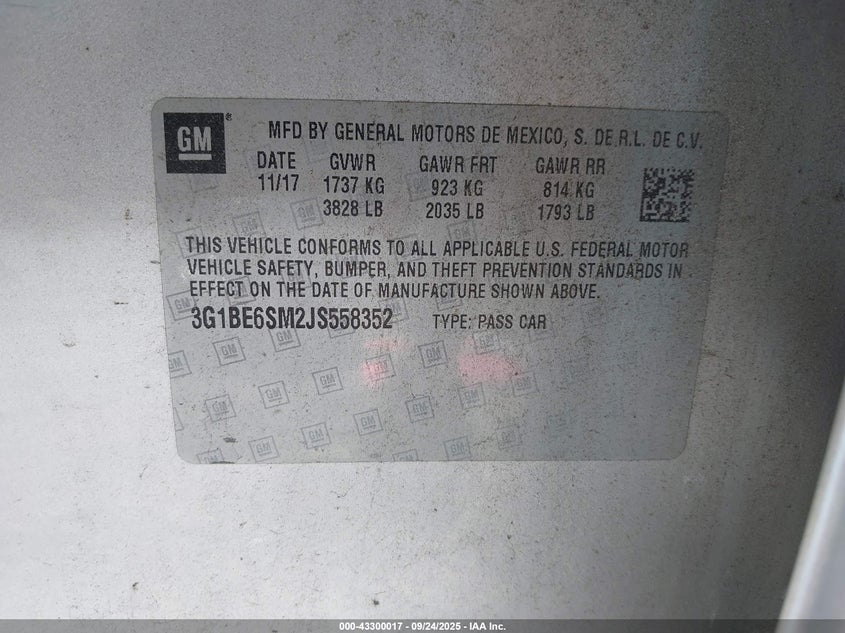 GM
®
MFD BY GENERAL MOTORS DE MEXICO, S. DE R.L. DE C.V.
DATE GVWR GAWR FRT GAWR RR
11/17 1737 KG 923 KG 814 KG
3828 LB 2035 LB 1793 LB
THIS VEHICLE CONFORMS TO ALL APPLICABLE U.S. FEDERAL MOTOR
VEHICLE SAFETY, BUMPER, AND THEFT PREVENTION STANDARDS IN
EFFECT ON THE DATE OF MANUFACTURE SHOWN ABOVE.
3G1BE6SM2JS558352 TYPE: PASS CAR
000-43300017 - 09/24/2025 - IAA Inc.